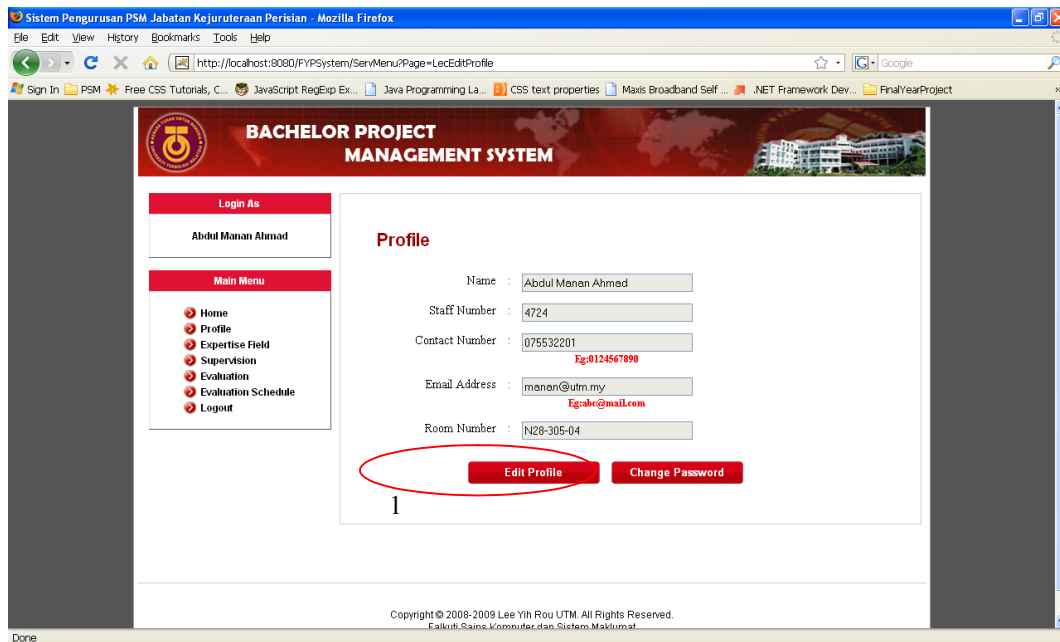 Sistem Pengurusan PSM Jabatan Kejuruteraan Perisian - Mozilla Firefox
File Edit View History Bookmarks Tools Help
http://localhost:8080/FYPSystem/ServMenu?Page=LecEditProfile
Google
Sign In PSM Free CSS Tutorials, C... JavaScript RegExp Ex... Java Programming La... CSS text properties Maxis Broadband Self ... .NET Framework Dev... FinalYearProject
BACHELOR PROJECT
MANAGEMENT SYSTEM
Login As
Abdul Manan Ahmad
Main Menu
Home
Profile
Expertise Field
Supervision
Evaluation
Evaluation Schedule
Logout
Profile
Name : Abdul Manan Ahmad
Staff Number : 4724
Contact Number : 075532201
Eg:0124567890
Email Address : manan@utm.my
Eg:abc@mail.com
Room Number : N28-305-04
Edit Profile Change Password
1
Copyright © 2008-2009 Lee Yih Rou UTM. All Rights Reserved.
Falkuti Sains Komputer dan Sistem Maklumat
Done